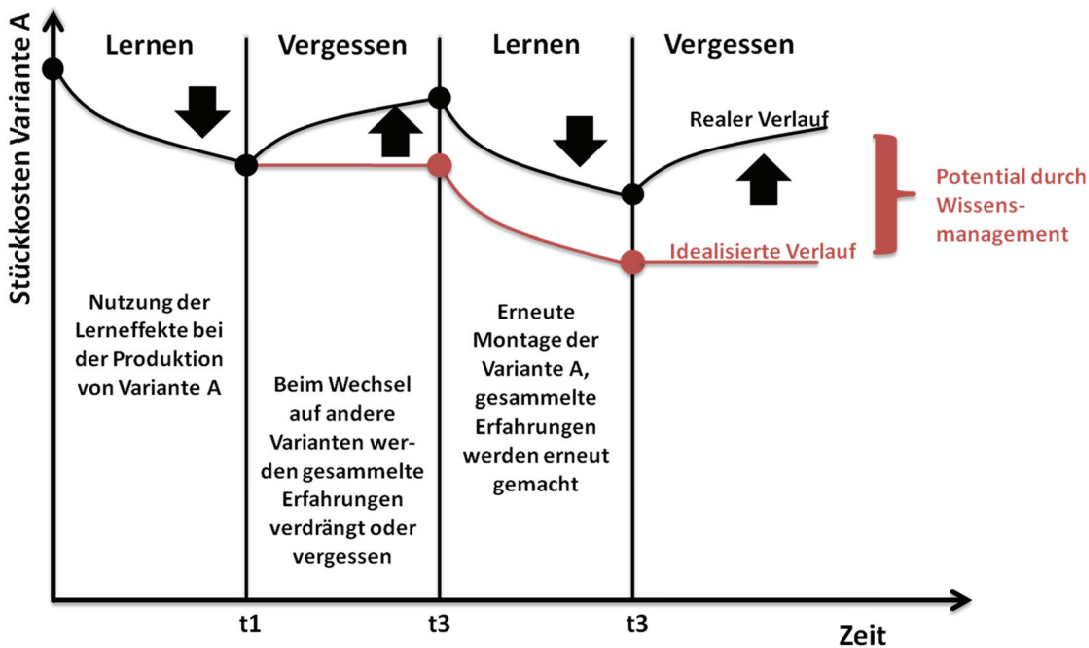 Stückkosten Variante A
Lernen
Vergessen
Lernen
Vergessen
Realer Verlauf
Potential durch
Wissens-
management
Idealisierte Verlauf
Nutzung der
Lerneffekte bei
der Produktion
von Variante A
Beim Wechsel
auf andere
Varianten wer-
den gesammelte
Erfahrungen
verdrängt oder
vergessen
Erneute
Montage der
Variante A,
gesammelte
Erfahrungen
werden erneut
gemacht
t1
t3
t3
Zeit